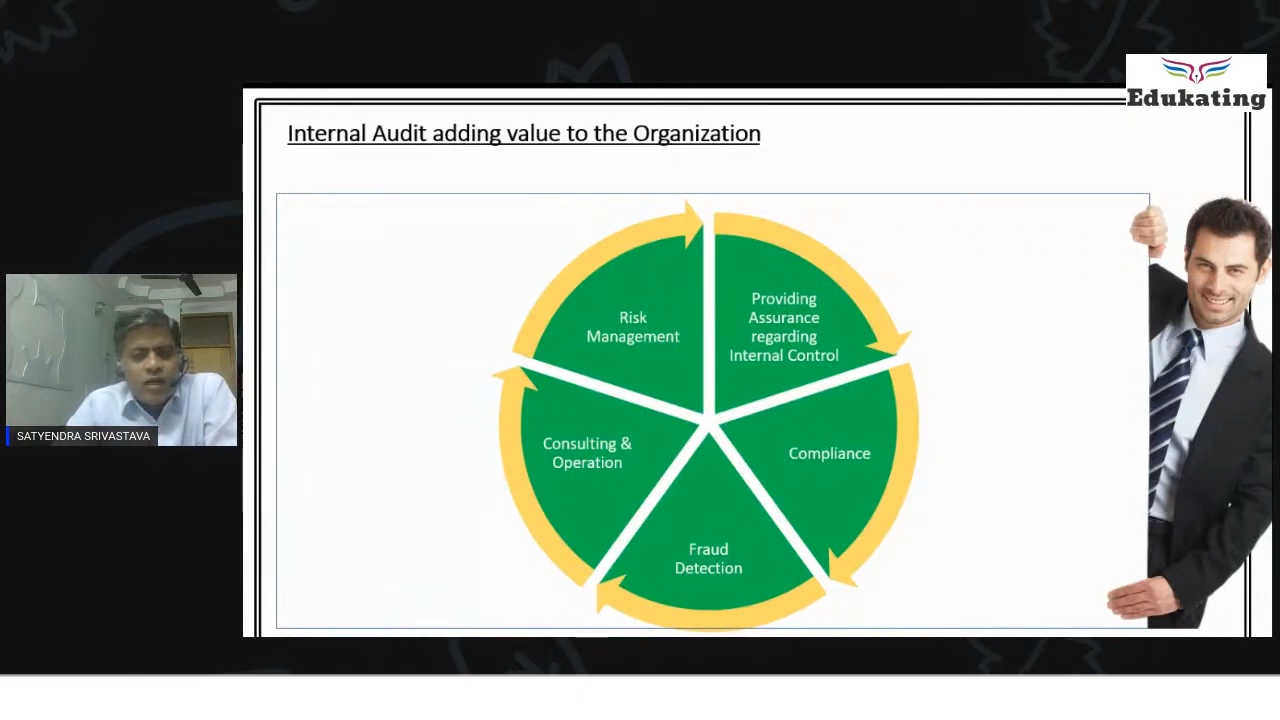 Edukating
Internal Audit adding value to the Organization
Risk
Management
Providing
Assurance
regarding
Internal Control
Consulting &
Operation
Compliance
Fraud
Detection
SATYENDRA SRIVASTAVA